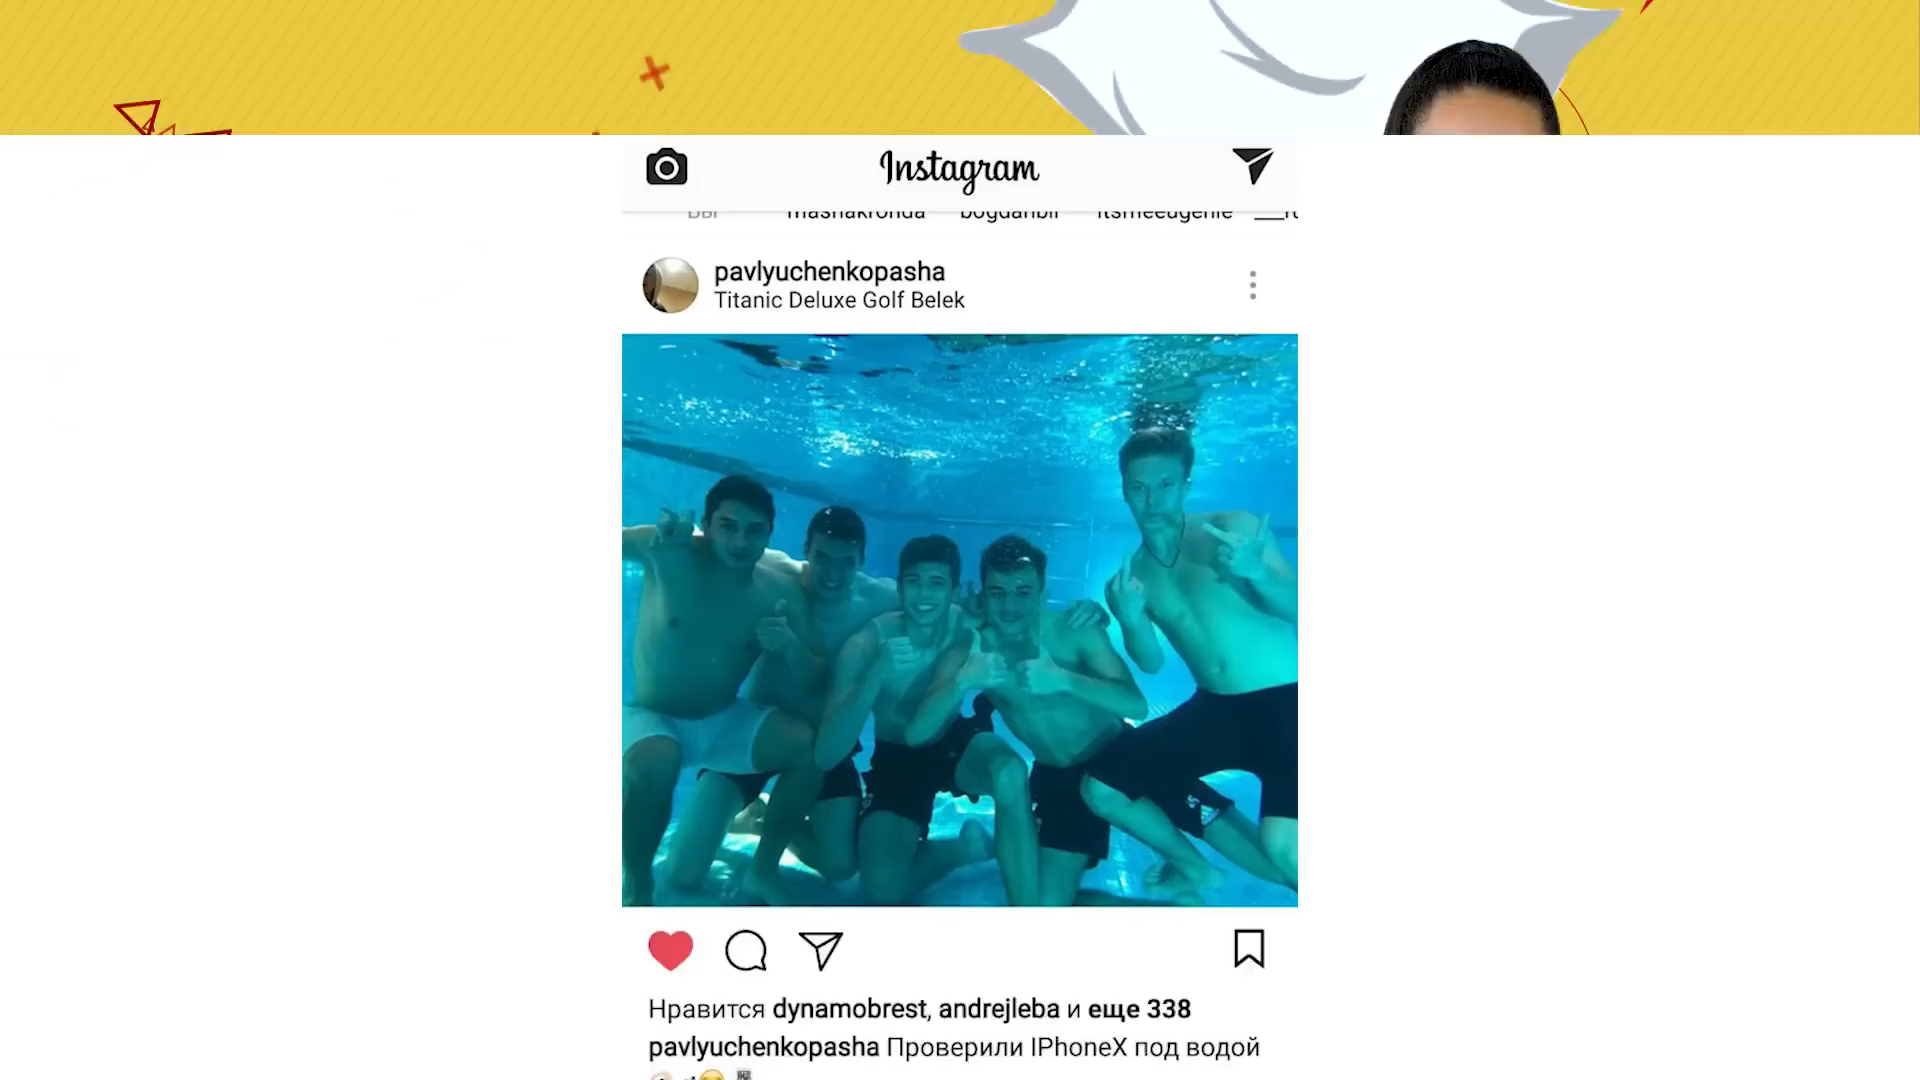 Instagram
pavlyuchenkopasha
Titanic Deluxe Golf Belek
Нравится dynamobrest, andrejleba и еще 338
pavlyuchenkopasha Проверили IPhoneX под водой